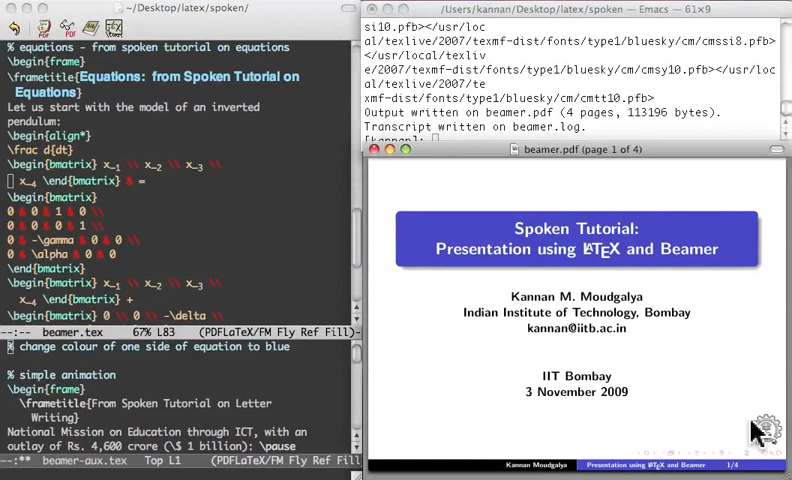 ~/Desktop/latex/spoken/
% equations - from spoken tutorial on equations
\begin{frame}
\frametitle{Equations: from Spoken Tutorial on
Equations}
Let us start with the model of an inverted
pendulum:
\begin{align*}
\frac d{dt}
\begin{bmatrix} x_1 \\ x_2 \\ x_3 \\
x_4 \end{bmatrix} & =
\begin{bmatrix}
0 & 0 & 1 & 0 \\
0 & 0 & 0 & 1 \\
0 & -\gamma & 0 & 0 \\
0 & \alpha & 0 & 0
\end{bmatrix}
\begin{bmatrix} x_1 \\ x_2 \\ x_3 \\
x_4 \end{bmatrix} +
\begin{bmatrix} 0 \\ 0 \\ -\delta \\
--:-- beamer.tex 67% L83 (PDFLaTeX/FM Fly Ref Fill)
% change colour of one side of equation to blue
% simple animation
\begin{frame}
\frametitle{From Spoken Tutorial on Letter
Writing}
National Mission on Education through ICT, with an
outlay of Rs. 4,600 crore (\$ 1 billion): \pause
-:** beamer-aux.tex Top L1 (PDFLaTeX/FM Fly Ref Fill)
/Users/kannan/Desktop/latex/spoken — Emacs — 61×9
si10.pfb></usr/loc
al/texlive/2007/texmf-dist/fonts/type1/bluesky/cm/cmssi8.pfb>
</usr/local/texliv
e/2007/texmf-dist/fonts/type1/bluesky/cm/cmsy10.pfb></usr/loc
al/texlive/2007/te
xmf-dist/fonts/type1/bluesky/cm/cmtt10.pfb>
Output written on beamer.pdf (4 pages, 113196 bytes).
Transcript written on beamer.log.
[kannan:
beamer.pdf (page 1 of 4)
Spoken Tutorial:
Presentation using LATEX and Beamer
Kannan M. Moudgalya
Indian Institute of Technology, Bombay
kannan@iitb.ac.in
IIT Bombay
3 November 2009
Kannan Moudgalya Presentation using LATEX and Beamer 1/4